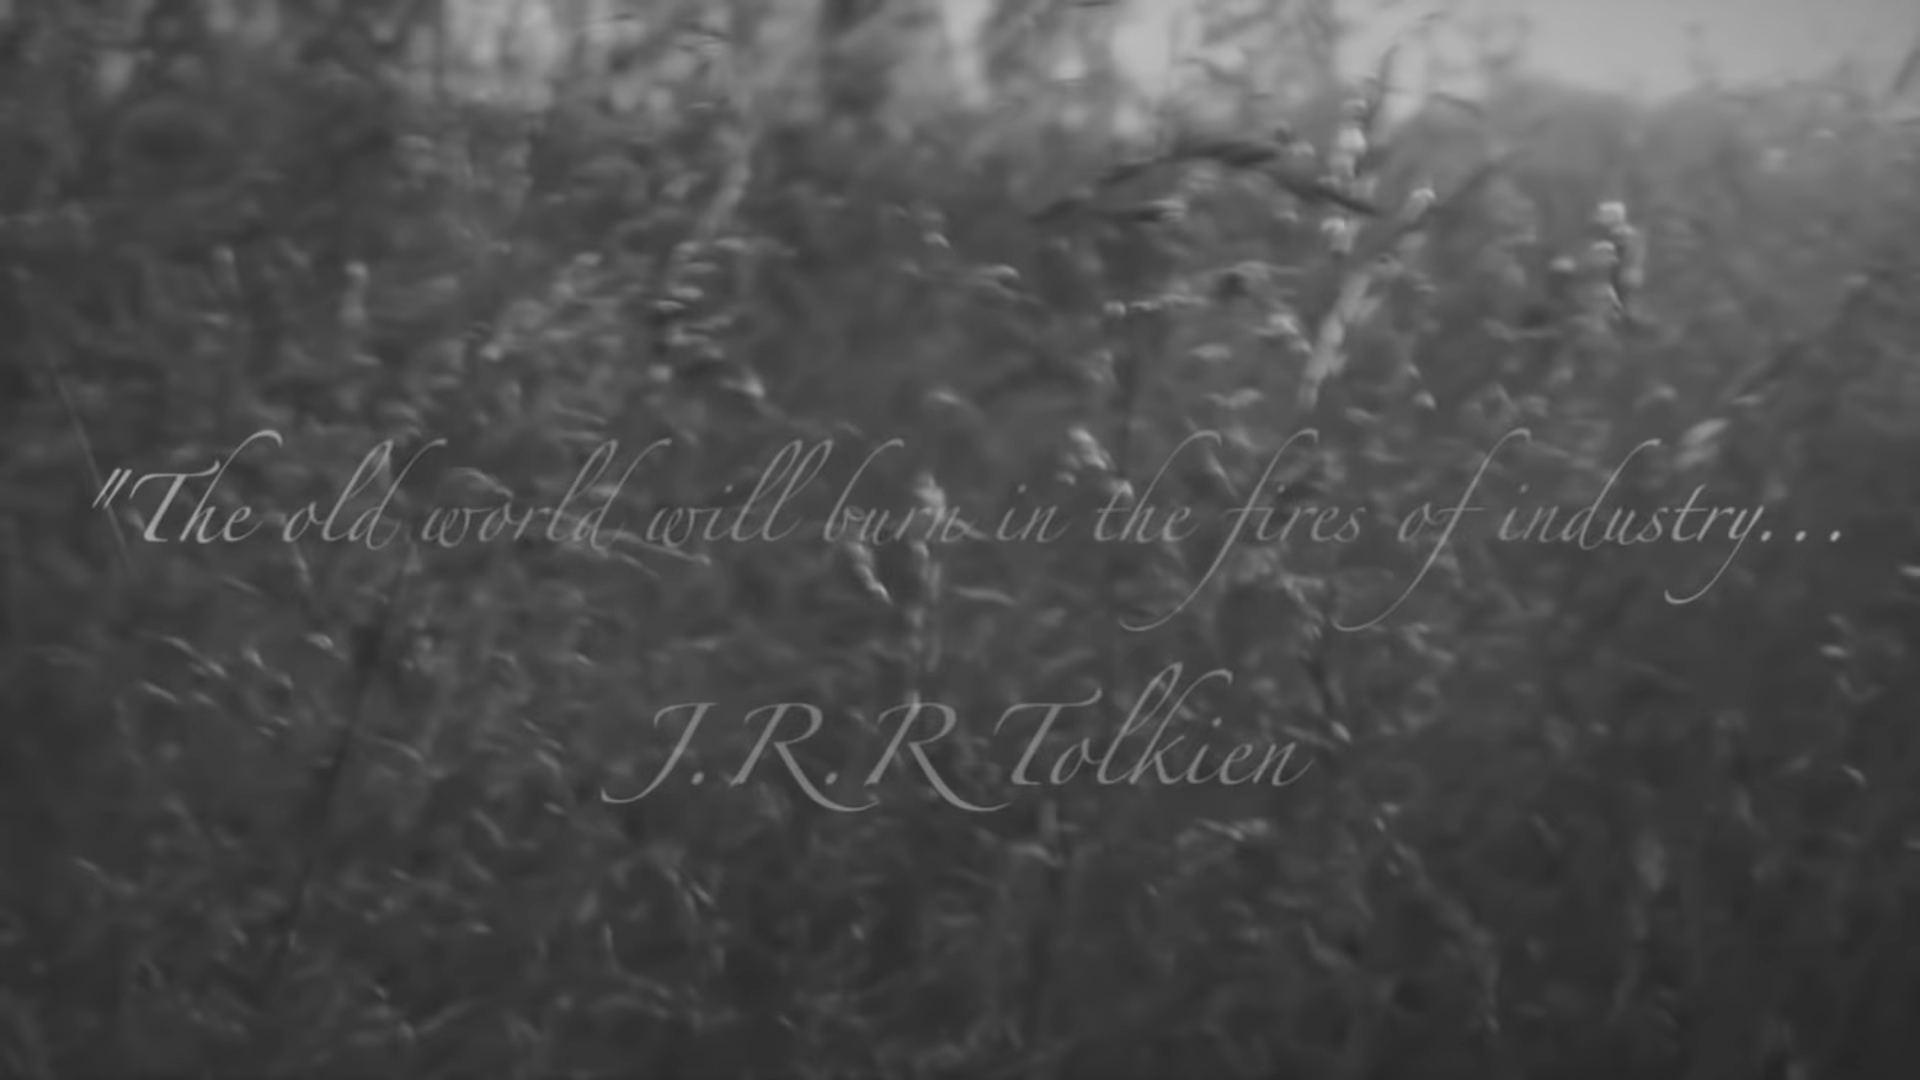 "The old world will burn in the fires of industry...
J.R.R Tolkien